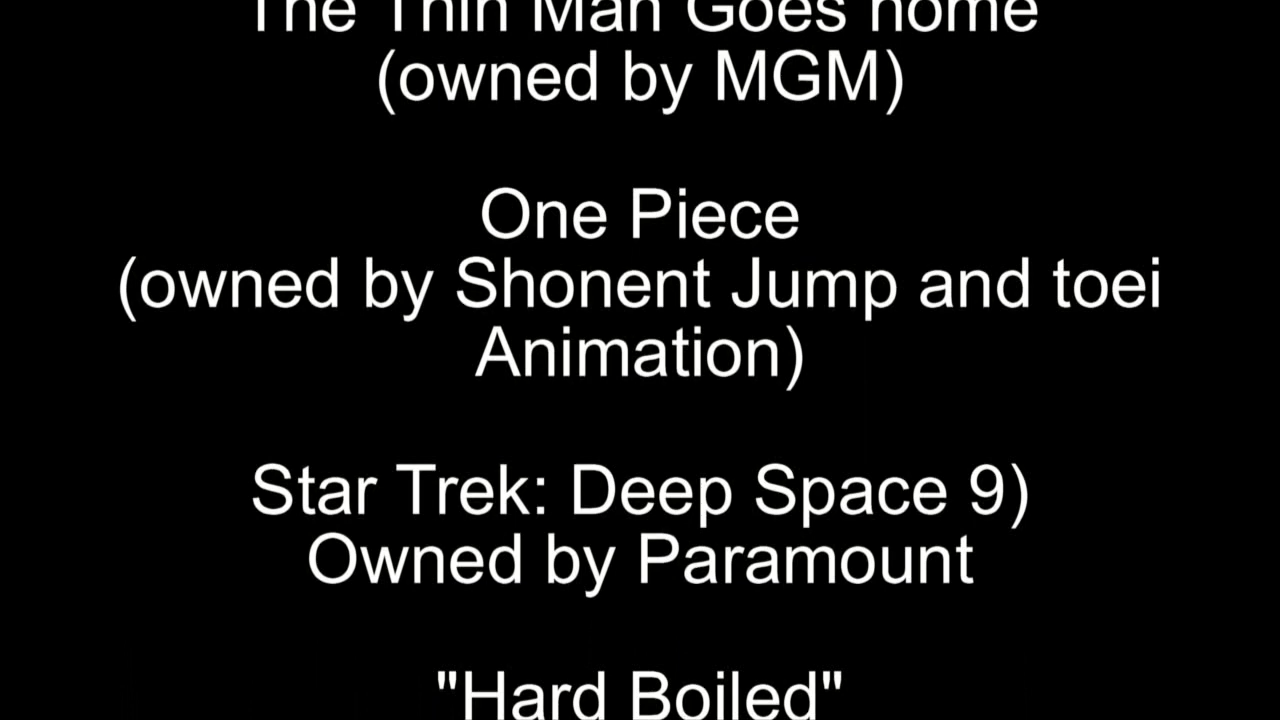 The Thin Man Goes home
(owned by MGM)
One Piece
(owned by Shonent Jump and toei
Animation)
Star Trek: Deep Space 9)
Owned by Paramount
"Hard Boiled"